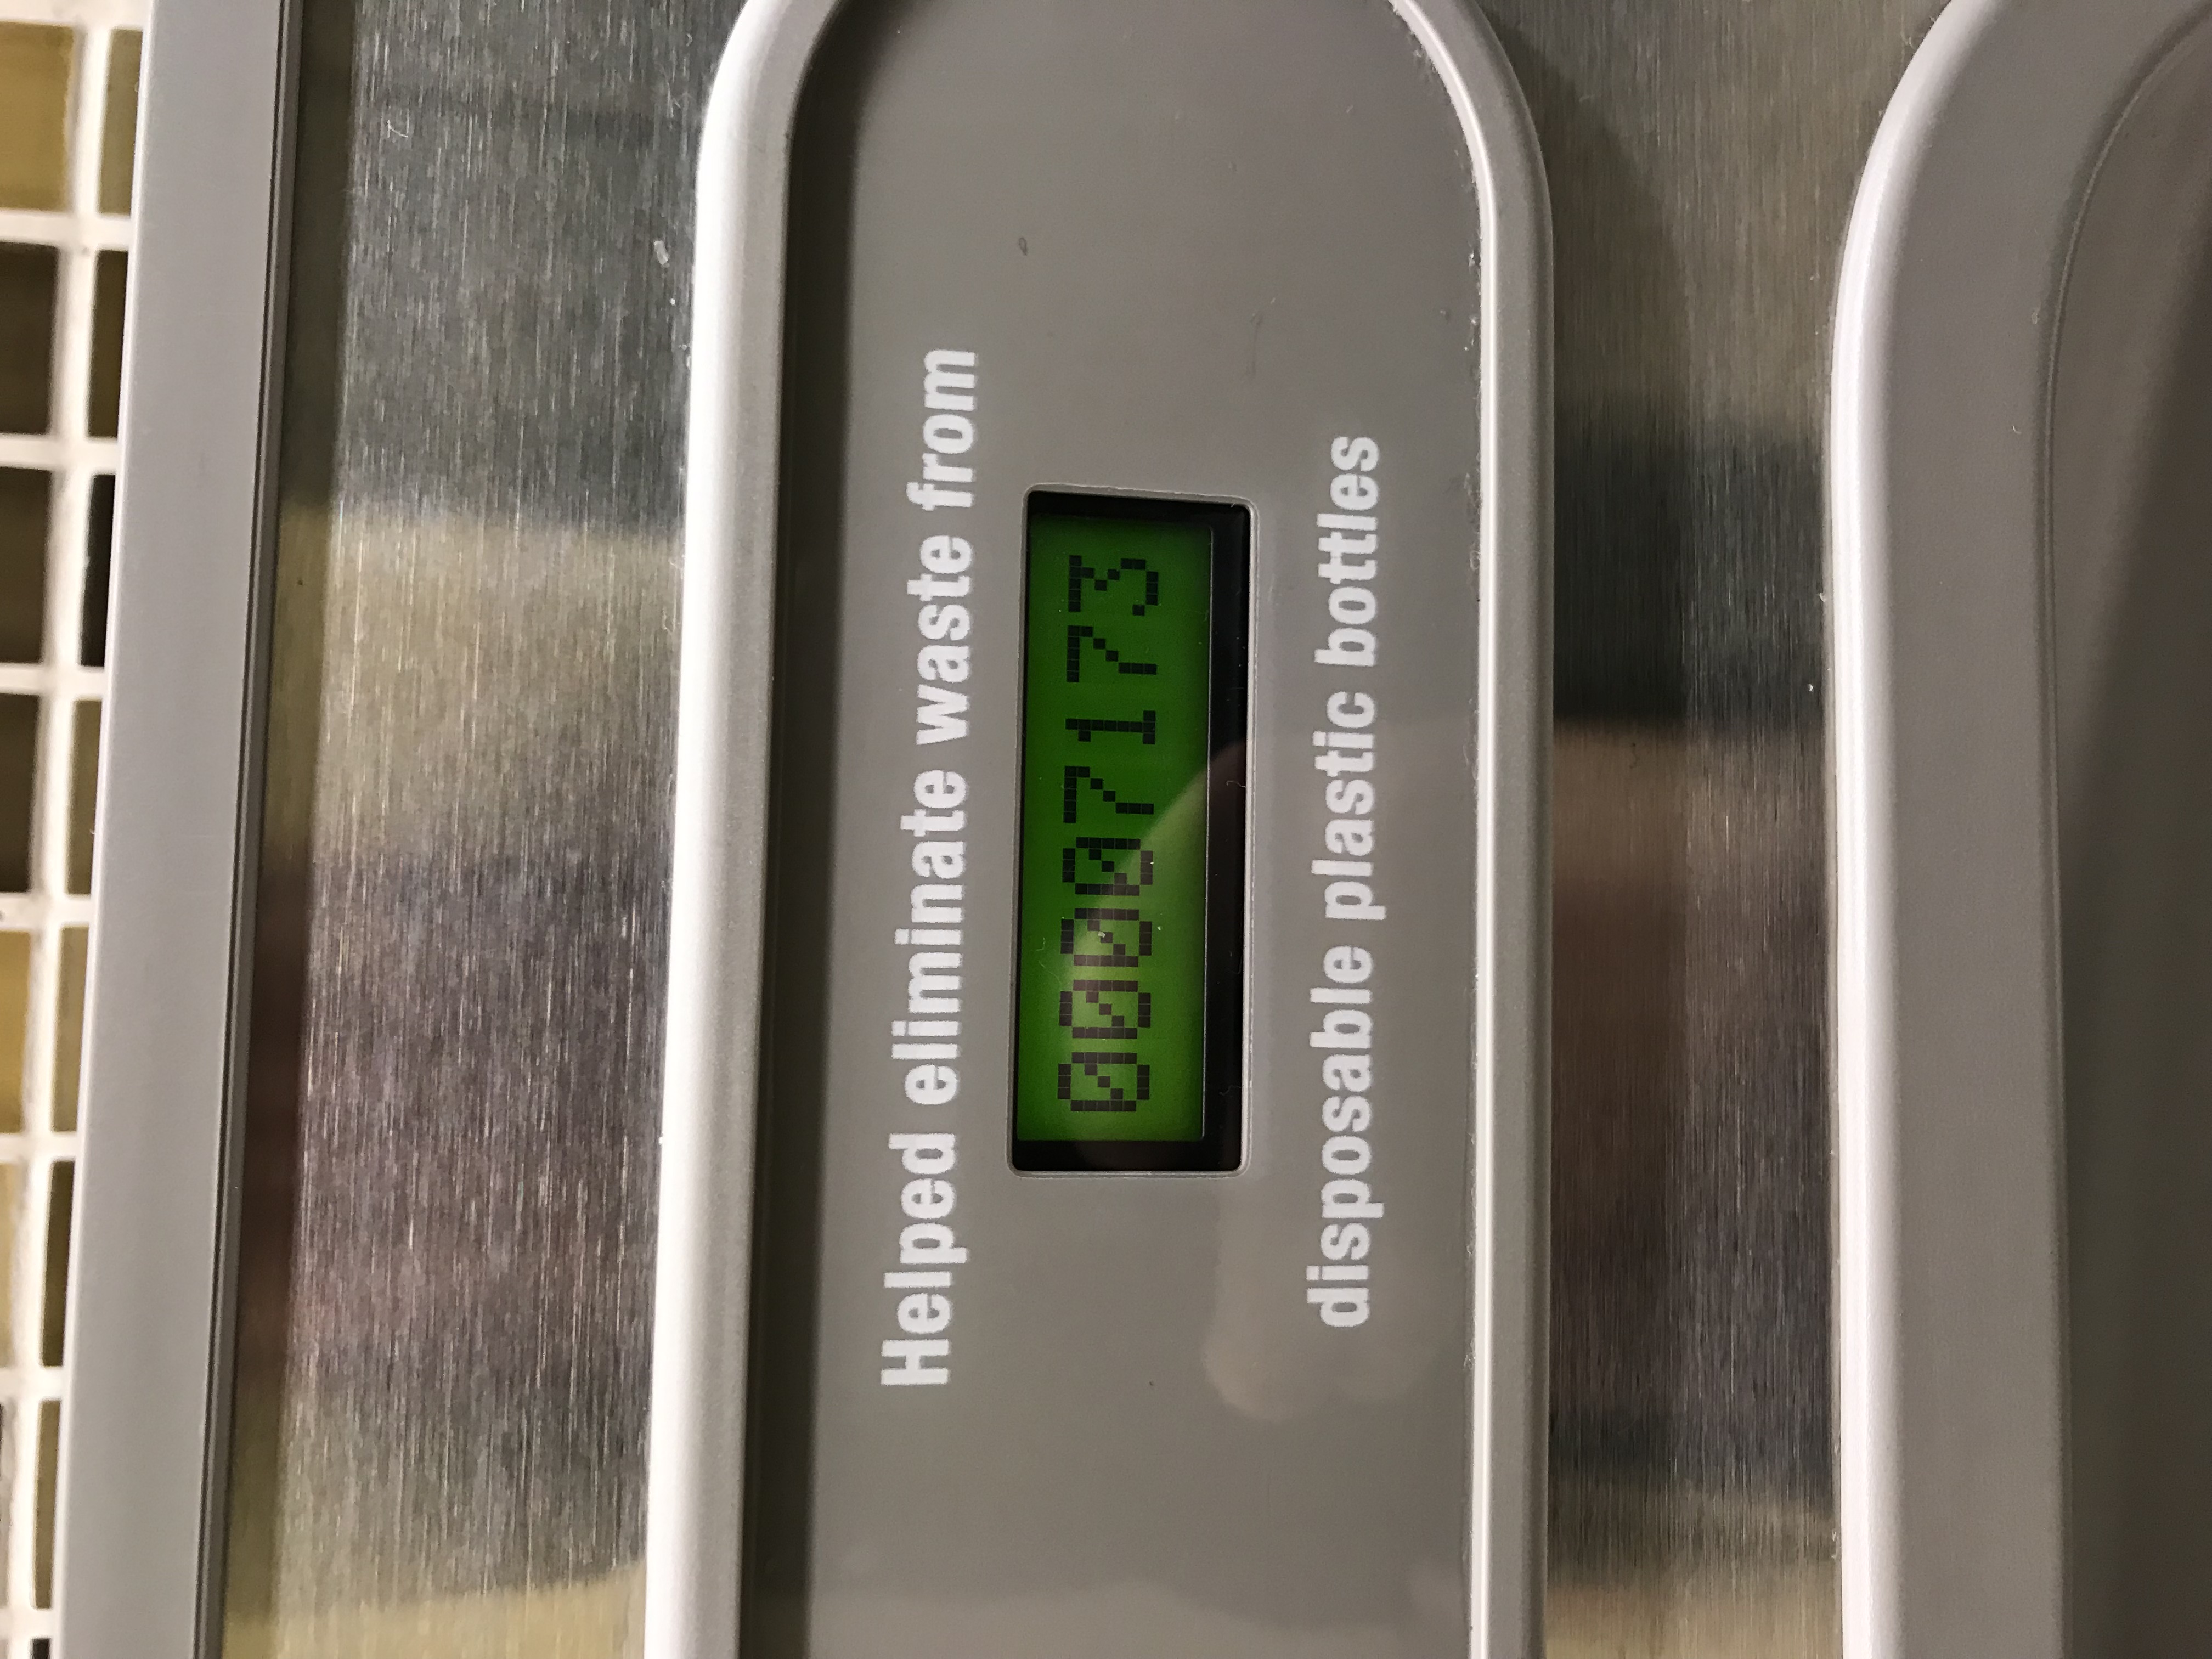 Helped eliminate waste from
00007173
disposable plastic bottles